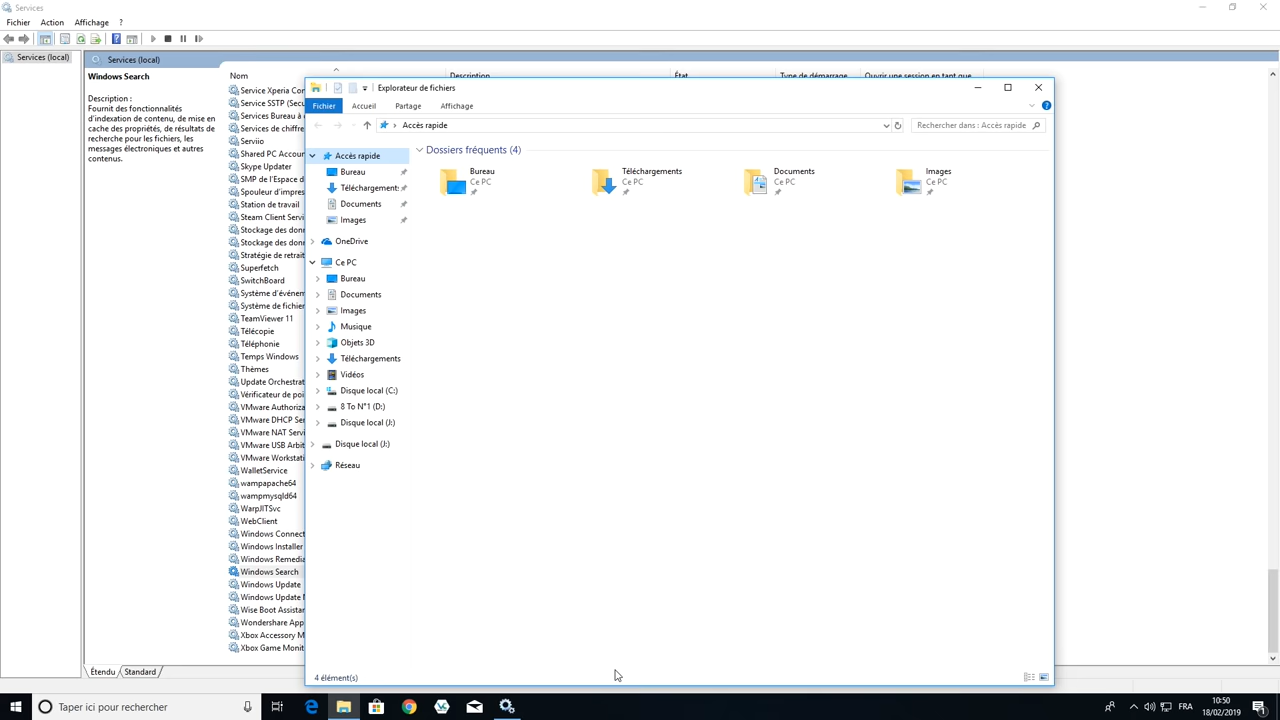 Services
Fichier Action Affichage ?
Services (local)
Services (local)
Windows Search
Description :
Fournit des fonctionnalités
d'indexation de contenu, de mise en
cache des propriétés, de résultats de
recherche pour les fichiers, les
messages électroniques et autres
contenus.
Nom Description État Type de démarrage Ouvrir une session en tant que
Service Xperia Con
Service SSTP (Secu
Services Bureau à
Services de chiffre
Serviio
Shared PC Accoun
Skype Updater
SMP de l'Espace d
Spouleur d'impres
Station de travail
Steam Client Servi
Stockage des donn
Stockage des donn
Stratégie de retrait
Superfetch
SwitchBoard
Système d'événem
Système de fichier
TeamViewer 11
Télécopie
Téléphonie
Temps Windows
Thèmes
Update Orchestrat
Vérificateur de poi
VMware Authoriza
VMware DHCP Ser
VMware NAT Servi
VMware USB Arbit
VMware Workstati
WalletService
wampapache64
wampmysqld64
WarpJITSvc
WebClient
Windows Connect
Windows Installer
Windows Remedia
Windows Search
Windows Update
Windows Update
Wise Boot Assistan
Wondershare App
Xbox Accessory M
Xbox Game Monit
Étendu Standard
Explorateur de fichiers
Fichier Accueil Partage Affichage
Accès rapide
Rechercher dans : Accès rapide
Accès rapide
Bureau
Téléchargement:
Documents
Images
OneDrive
Ce PC
Bureau
Documents
Images
Musique
Objets 3D
Téléchargements
Vidéos
Disque local (C:)
8 To N°1 (D:)
Disque local (J:)
Disque local (J:)
Réseau
Dossiers fréquents (4)
Bureau
Ce PC
Téléchargements
Ce PC
Documents
Ce PC
Images
Ce PC
4 élément(s)
Taper ici pour rechercher
FRA
10:50
18/02/2019
1